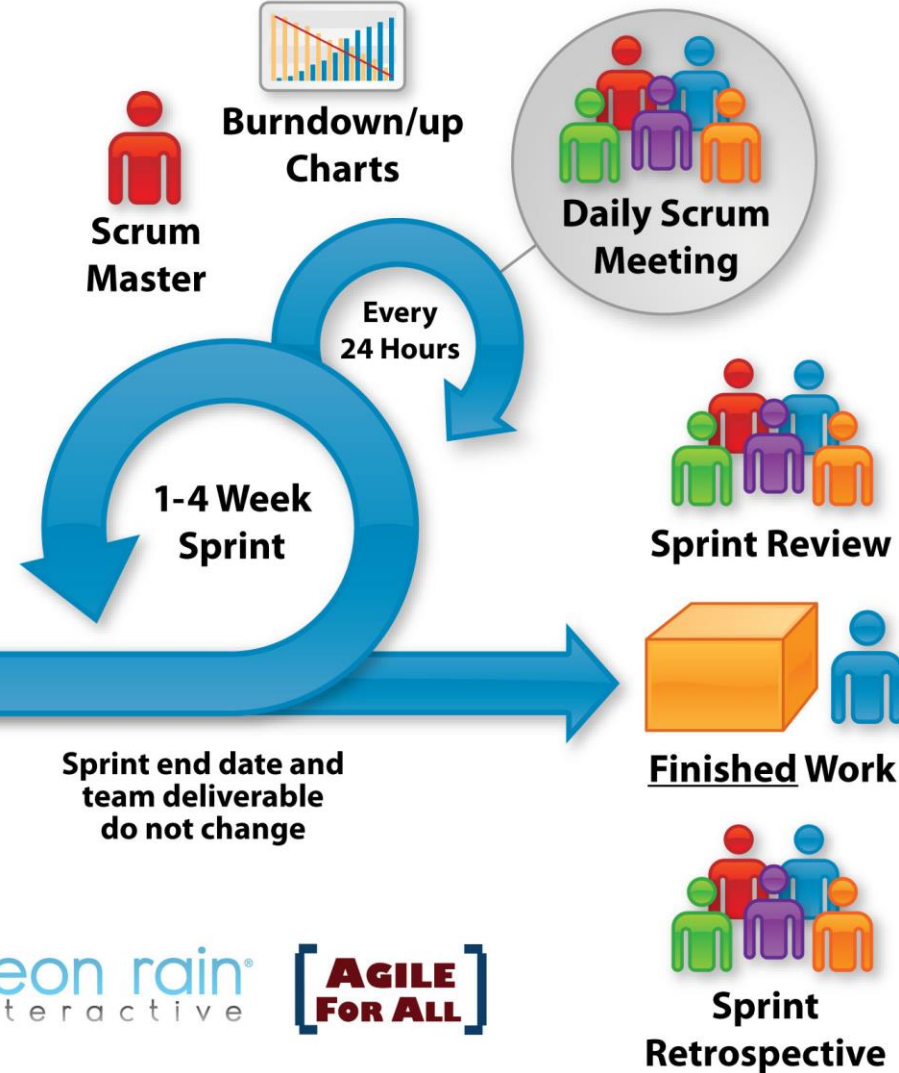 Burndown/up
Charts
Scrum
Master
Daily Scrum
Meeting
Every
24 Hours
1-4 Week
Sprint
Sprint Review
Sprint end date and
team deliverable
do not change
Finished Work
eon rain®
teractive
AGILE
FOR ALL
Sprint
Retrospective